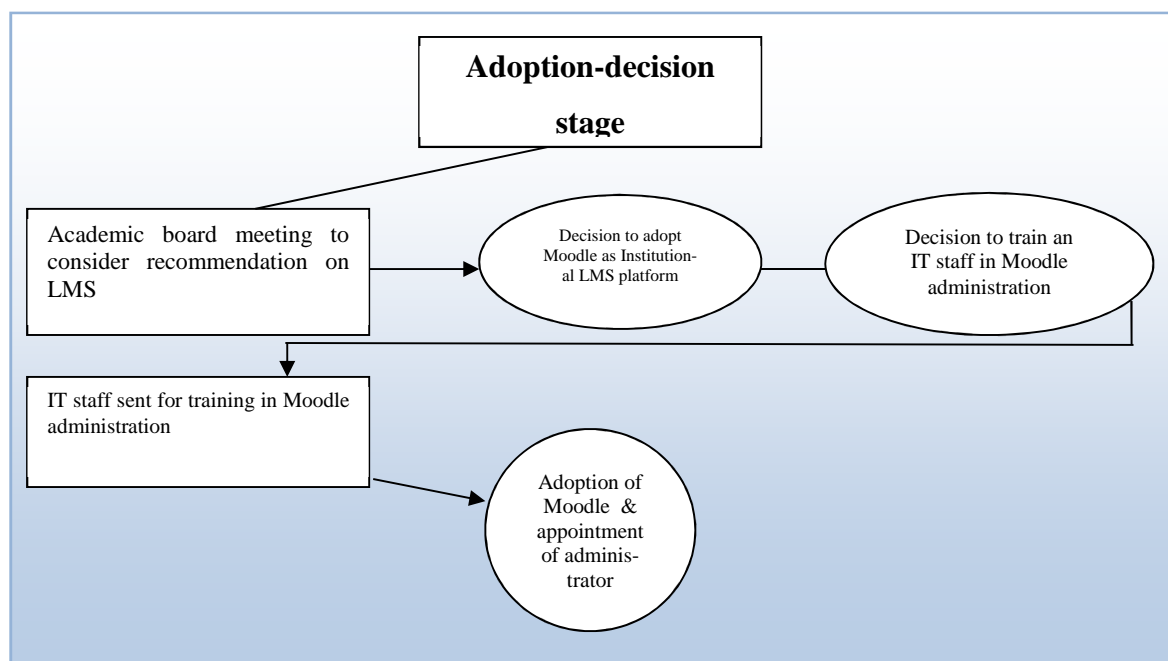 Adoption-decision
stage
Academic board meeting to
consider recommendation on
LMS
Decision to adopt
Moodle as Institution-
al LMS platform
Decision to train an
IT staff in Moodle
administration
IT staff sent for training in Moodle
administration
Adoption of
Moodle & 
appointment
of adminis-
trator